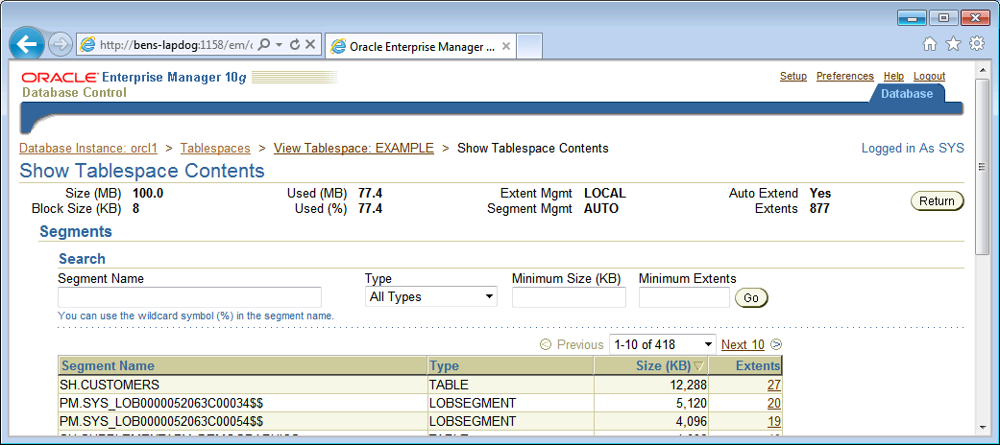 http://bens-lapdog:1158/em/c
Oracle Enterprise Manager ...
ORACLE Enterprise Manager 10g
Database Control
Setup Preferences Help Logout
Database
Database Instance: orcl1 > Tablespaces > View Tablespace: EXAMPLE > Show Tablespace Contents
Logged in As SYS
Show Tablespace Contents
Size (MB) 100.0 Used (MB) 77.4 Extent Mgmt LOCAL Auto Extend Yes
Block Size (KB) 8 Used (%) 77.4 Segment Mgmt AUTO Extents 877
Return
Segments
Search
Segment Name Type Minimum Size (KB) Minimum Extents
All Types Go
You can use the wildcard symbol (%) in the segment name.
Previous 1-10 of 418 Next 10
Segment Name Type Size (KB) Extents
SH.CUSTOMERS TABLE 12,288 27
PM.SYS_LOB0000052063C00034$$ LOBSEGMENT 5,120 20
PM.SYS_LOB0000052063C00054$$ LOBSEGMENT 4,096 19